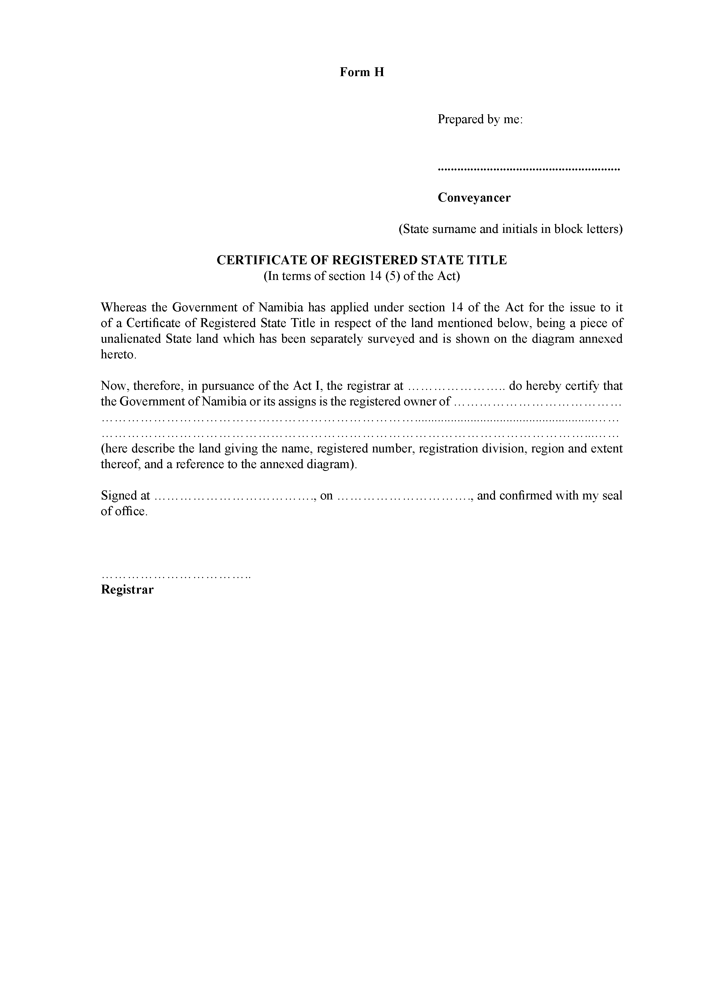 Form H
Prepared by me:
........................................................
Conveyancer
(State surname and initials in block letters)
CERTIFICATE OF REGISTERED STATE TITLE
(In terms of section 14 (5) of the Act)
Whereas the Government of Namibia has applied under section 14 of the Act for the issue to it
of a Certificate of Registered State Title in respect of the land mentioned below, being a piece of
unalienated State land which has been separately surveyed and is shown on the diagram annexed
hereto.
Now, therefore, in pursuance of the Act I, the registrar at ………………….. do hereby certify that
the Government of Namibia or its assigns is the registered owner of …………………………………
………………………………………………………………........................................................……
…………………………………………………………………………………………………...……
(here describe the land giving the name, registered number, registration division, region and extent
thereof, and a reference to the annexed diagram).
Signed at ………………………………., on …………………………., and confirmed with my seal
of office.
……………………………..
Registrar